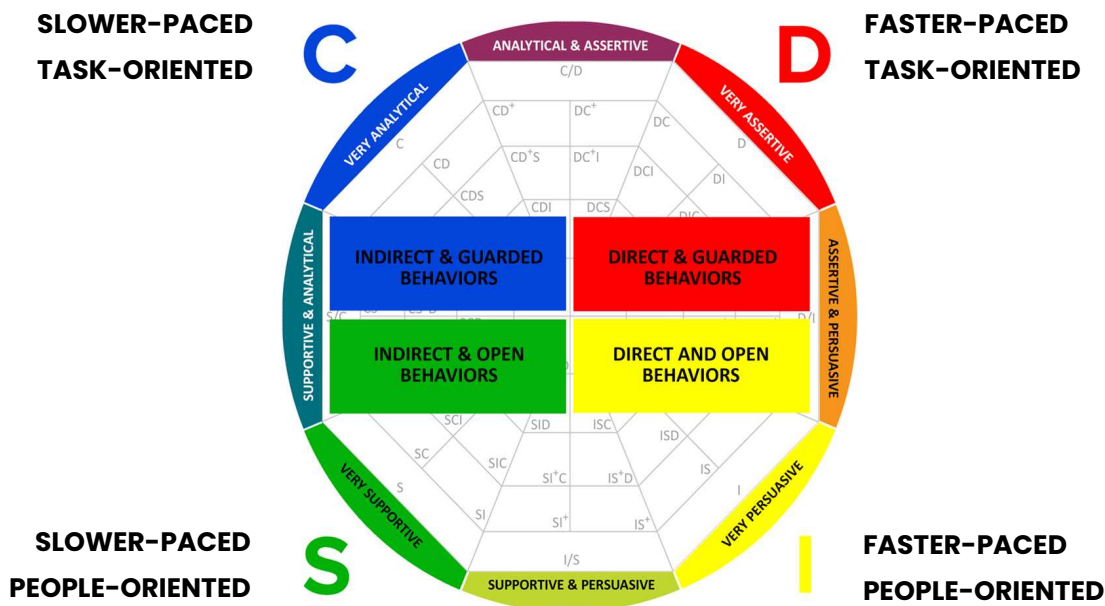 SLOWER-PACED
TASK-ORIENTED
C
D
FASTER-PACED
TASK-ORIENTED
ANALYTICAL & ASSERTIVE
VERY ANALYTICAL
VERY ASSERTIVE
C/D
CD+
DC+
DC
C
D
CD
CD+S
DC+I
DCI
DI
CDS
CDI
DCS
DIC
SUPPORTIVE & ANALYTICAL
ASSERTIVE & PERSUASIVE
INDIRECT & GUARDED
BEHAVIORS
DIRECT & GUARDED
BEHAVIORS
S/C
D/I
INDIRECT & OPEN
BEHAVIORS
DIRECT AND OPEN
BEHAVIORS
SCI
SID
ISC
ISD
SC
SIC
SI+C
IS+D
IS
S
I
SI
SI+
IS+
VERY SUPPORTIVE
VERY PERSUASIVE
I/S
SUPPORTIVE & PERSUASIVE
SLOWER-PACED
PEOPLE-ORIENTED
S
I
FASTER-PACED
PEOPLE-ORIENTED